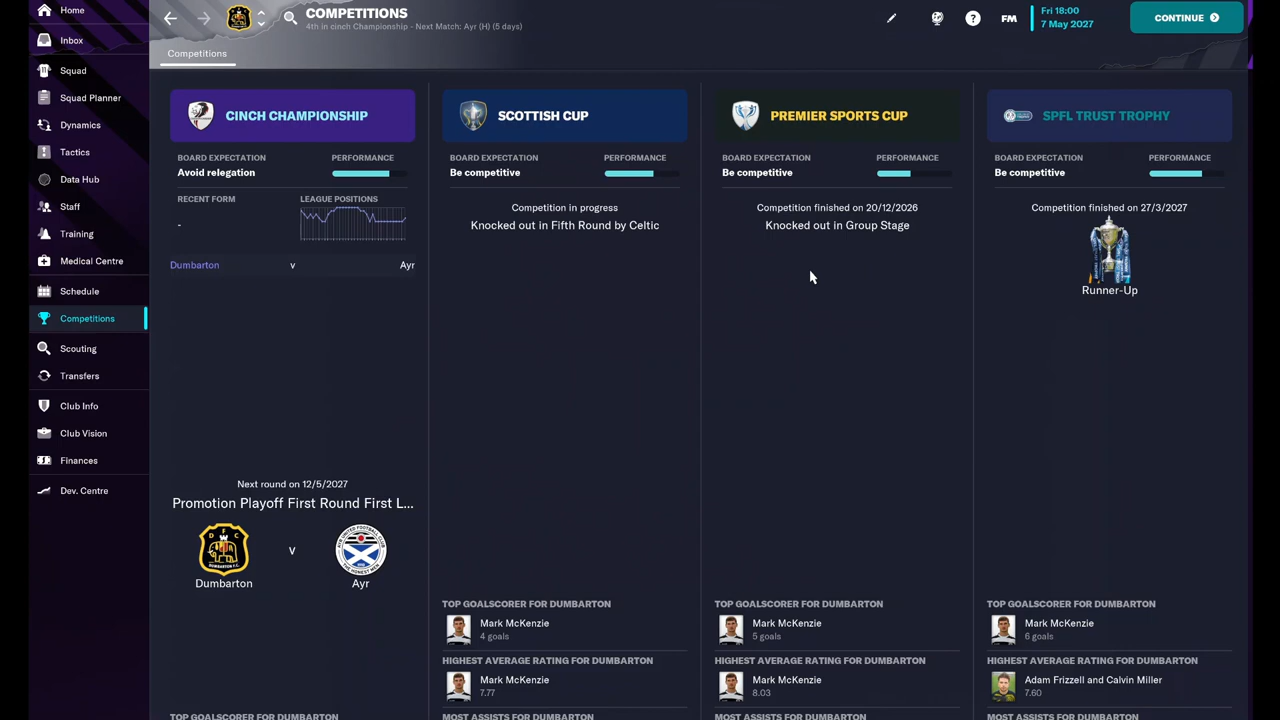 Home
Inbox
Squad
Squad Planner
Dynamics
Tactics
Data Hub
Staff
Training
Medical Centre
Schedule
Competitions
Scouting
Transfers
Club Info
Club Vision
Finances
Dev. Centre
COMPETITIONS
4th in cinch Championship - Next Match: Ayr (H) (5 days)
FM
Fri 18:00
7 May 2027
CONTINUE
Competitions
CINCH CHAMPIONSHIP
BOARD EXPECTATION PERFORMANCE
Avoid relegation
RECENT FORM LEAGUE POSITIONS
-
Dumbarton v Ayr
Next round on 12/5/2027
Promotion Playoff First Round First L...
Dumbarton v Ayr
TOP GOALSCORER FOR DUMBARTON
SCOTTISH CUP
BOARD EXPECTATION PERFORMANCE
Be competitive
Competition in progress
Knocked out in Fifth Round by Celtic
TOP GOALSCORER FOR DUMBARTON
Mark McKenzie
4 goals
HIGHEST AVERAGE RATING FOR DUMBARTON
Mark McKenzie
7.77
MOST ASSISTS FOR DUMBARTON
PREMIER SPORTS CUP
BOARD EXPECTATION PERFORMANCE
Be competitive
Competition finished on 20/12/2026
Knocked out in Group Stage
TOP GOALSCORER FOR DUMBARTON
Mark McKenzie
5 goals
HIGHEST AVERAGE RATING FOR DUMBARTON
Mark McKenzie
8.03
MOST ASSISTS FOR DUMBARTON
SPFL TRUST TROPHY
BOARD EXPECTATION PERFORMANCE
Be competitive
Competition finished on 27/3/2027
Runner-Up
TOP GOALSCORER FOR DUMBARTON
Mark McKenzie
6 goals
HIGHEST AVERAGE RATING FOR DUMBARTON
Adam Frizzell and Calvin Miller
7.60
MOST ASSISTS FOR DUMBARTON